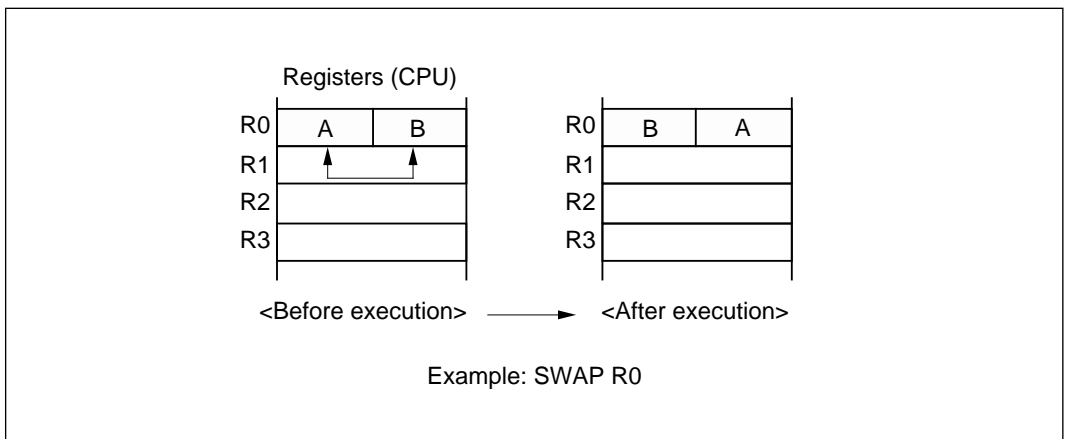 Registers (CPU)
R0 A B R0 B A
R1 R1
R2 R2
R3 R3
<Before execution> <After execution>
Example: SWAP R0